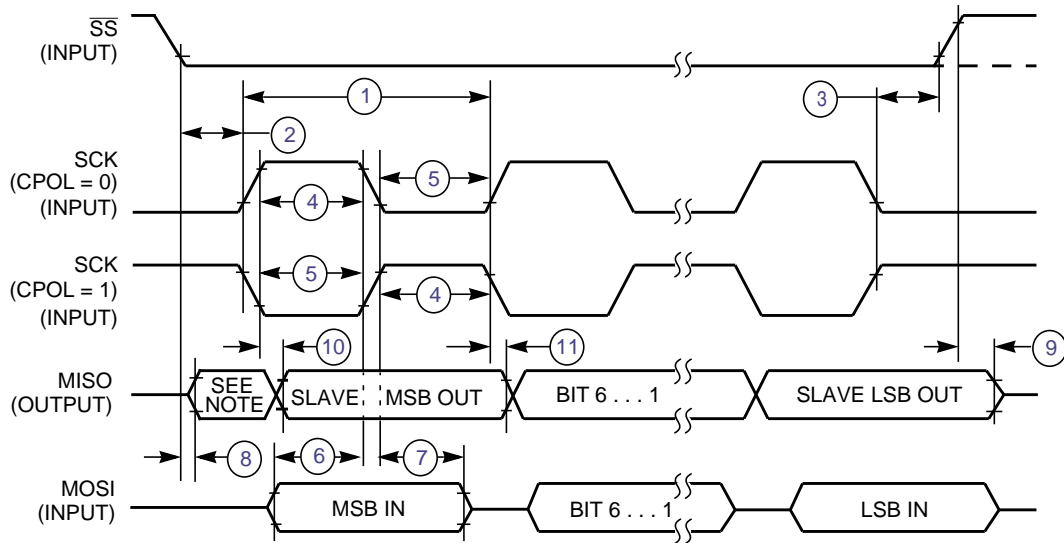 SS
(INPUT)
1
3
2
SCK
(CPOL = 0)
(INPUT)
5
4
SCK
(CPOL = 1)
(INPUT)
5
4
10
11
9
MISO
(OUTPUT)
SEE
NOTE
SLAVE
MSB OUT
BIT 6 . . . 1
SLAVE LSB OUT
8
6
7
MOSI
(INPUT)
MSB IN
BIT 6 . . . 1
LSB IN